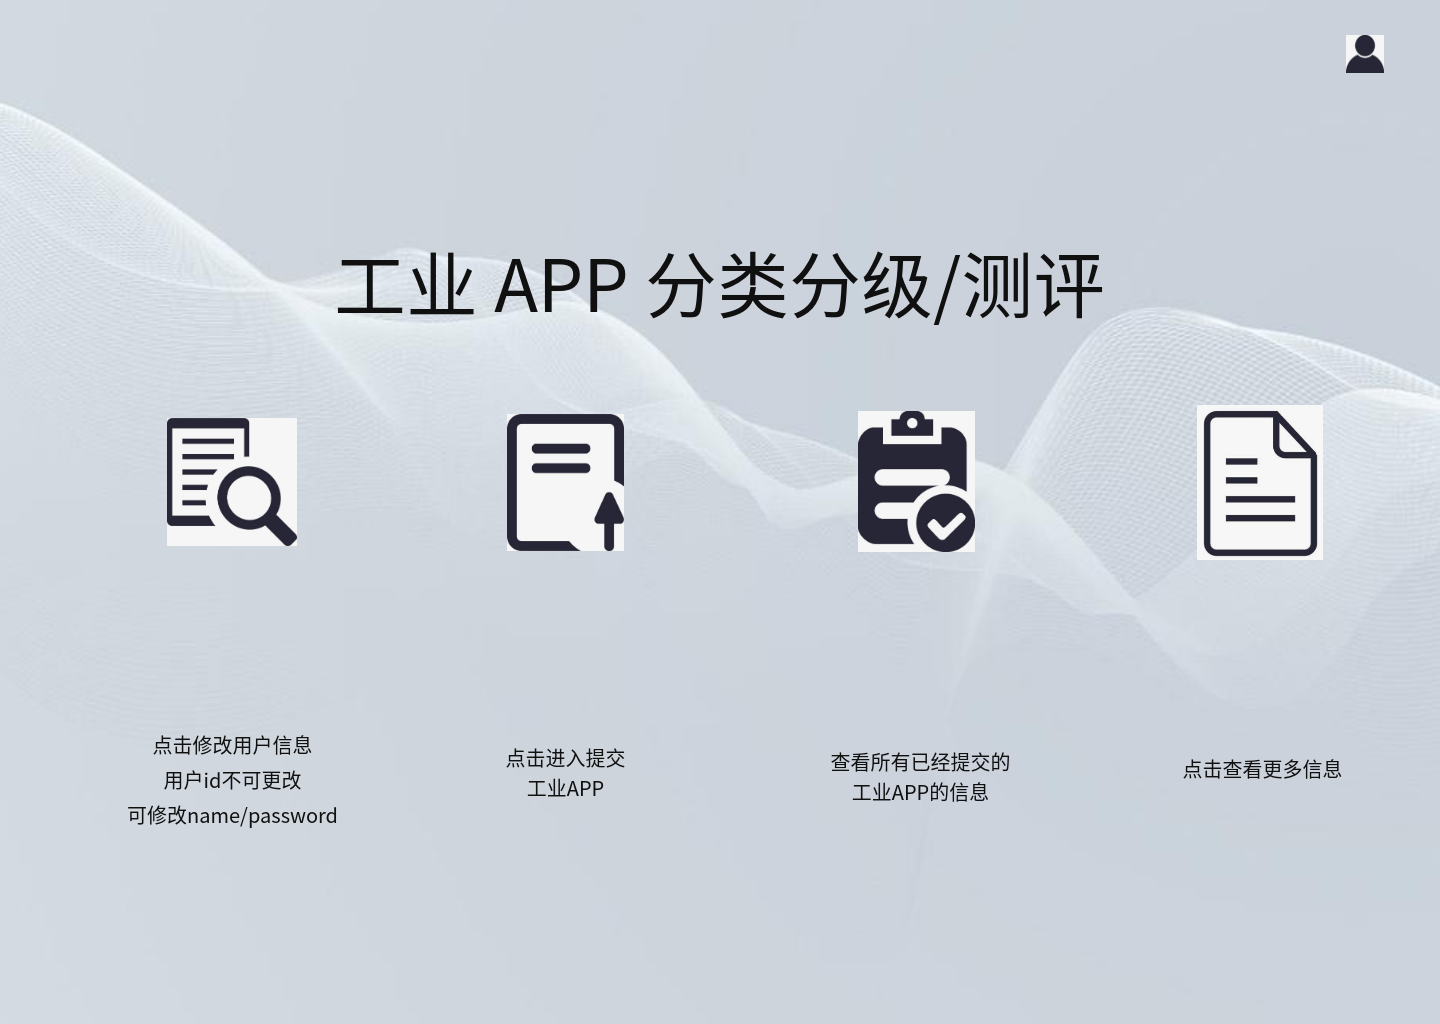 工业 APP 分类分级/测评
点击修改用户信息
用户id不可更改
可修改name/password
点击进入提交
工业APP
查看所有已经提交的
工业APP的信息
点击查看更多信息